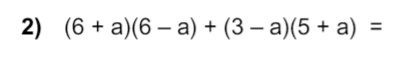 2) (6 + a)(6 – a) + (3 – a)(5 + a) =